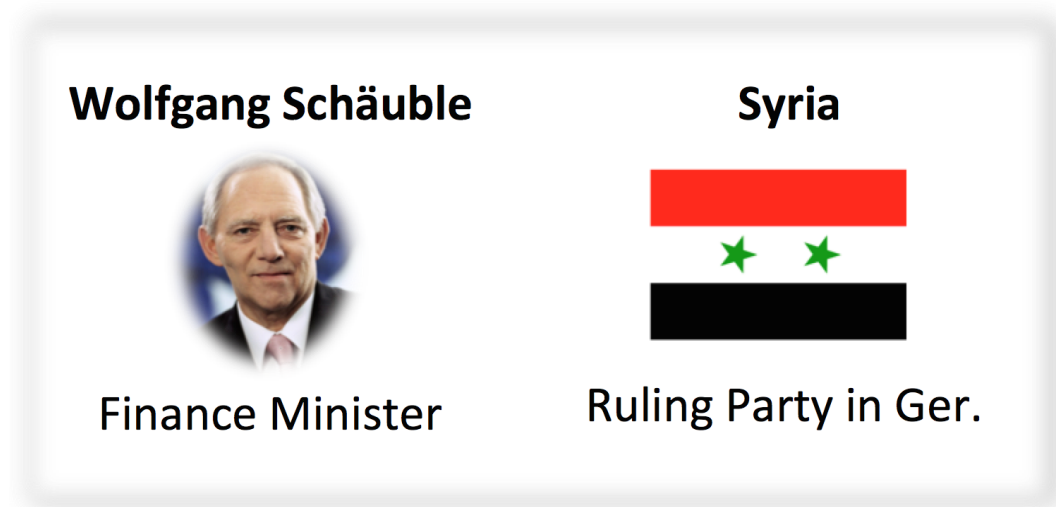 Wolfgang Schäuble
Syria
Finance Minister
Ruling Party in Ger.